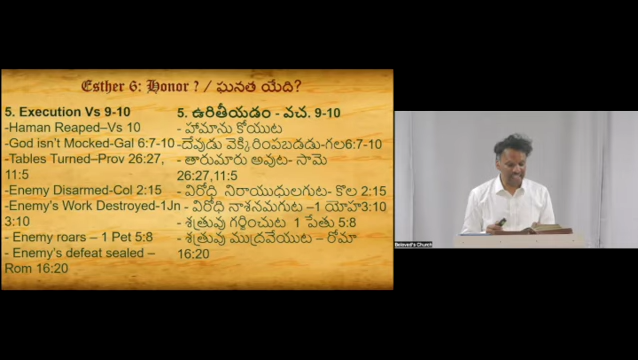 Esther 6: Honor ? / ఘనత యేది?
5. Execution Vs 9-10
-Haman Reaped–Vs 10
-God isn't Mocked-Gal 6:7-10
-Tables Turned–Prov 26:27,
11:5
-Enemy Disarmed-Col 2:15
-Enemy's Work Destroyed-1Jn
3:10
- Enemy roars – 1 Pet 5:8
- Enemy's defeat sealed –
Rom 16:20
5. ఉరితీయడం - వచ. 9-10
- హామాను కోయుట
-దేవుడు వెక్కిరింపబడడు-గల6:7-10
- తారుమారు అవుట- సామె
26:27,11:5
- విరోధి నిరాయుధులగుట- కొల 2:15
- విరోధి నాశనమగుట –1 యోహ3:10
- శత్రువు గర్జించుట 1 పేతు 5:8
- శత్రువు ముద్రవేయుట – రోమా
16:20
Beloved's Church